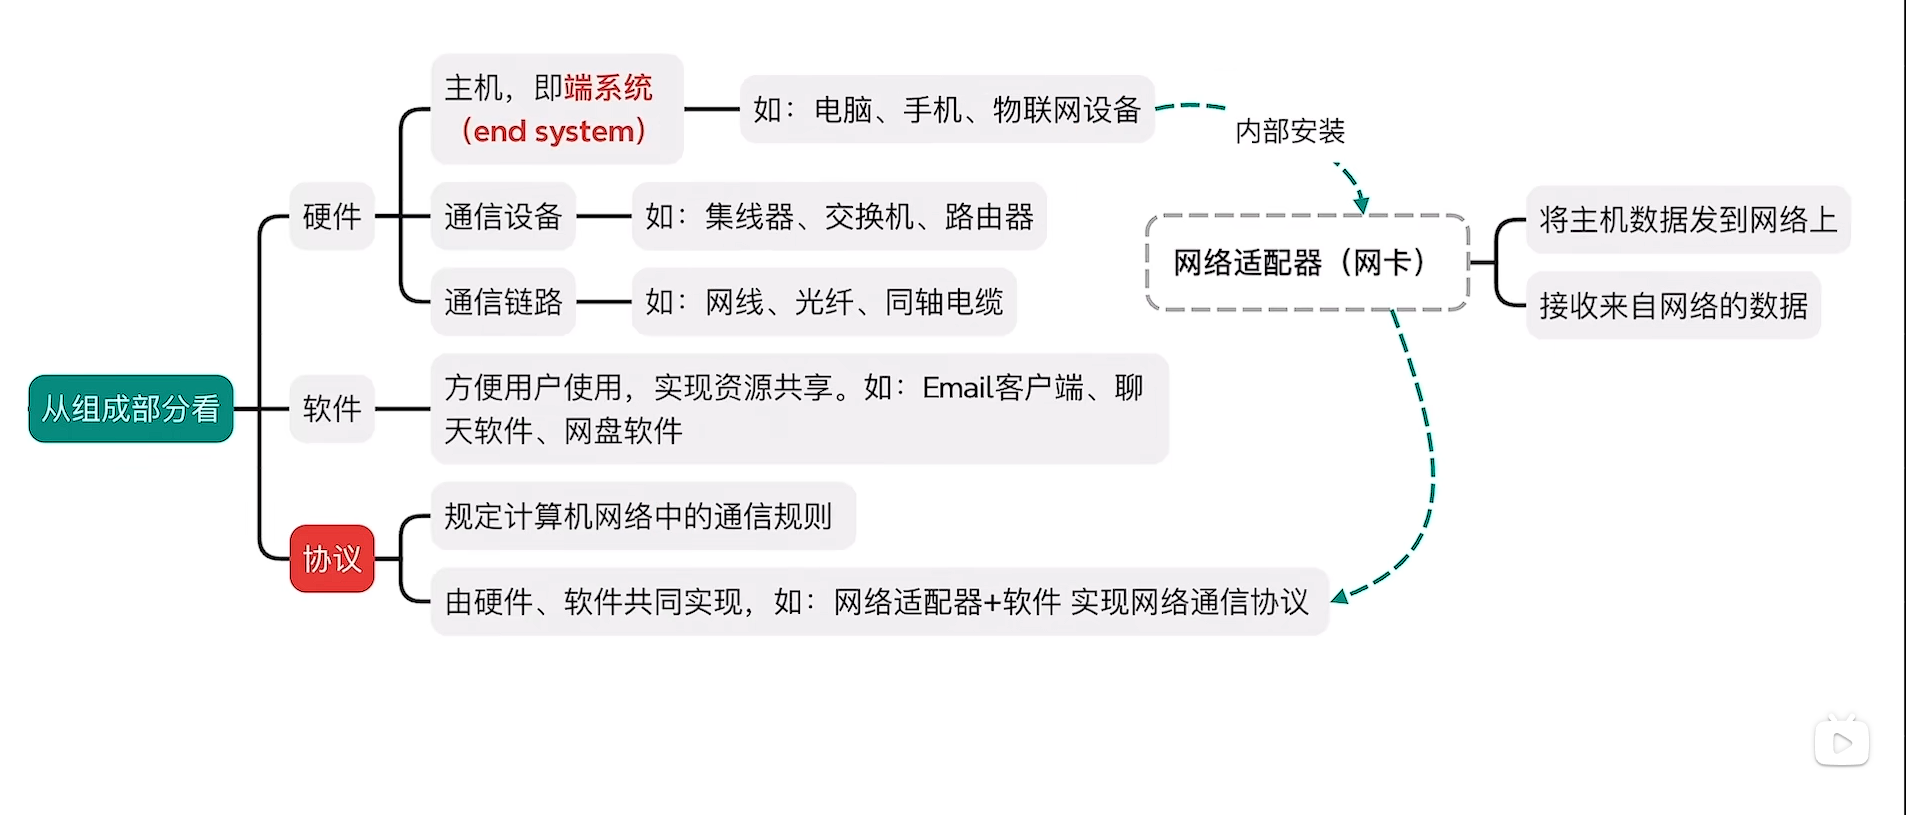 从组成部分看
硬件
主机，即端系统
（end system）
如：电脑、手机、物联网设备
内部安装
网络适配器（网卡）
将主机数据发到网络上
接收来自网络的数据
通信设备
如：集线器、交换机、路由器
通信链路
如：网线、光纤、同轴电缆
软件
方便用户使用，实现资源共享。如：Email客户端、聊
天软件、网盘软件
协议
规定计算机网络中的通信规则
由硬件、软件共同实现，如：网络适配器+软件 实现网络通信协议